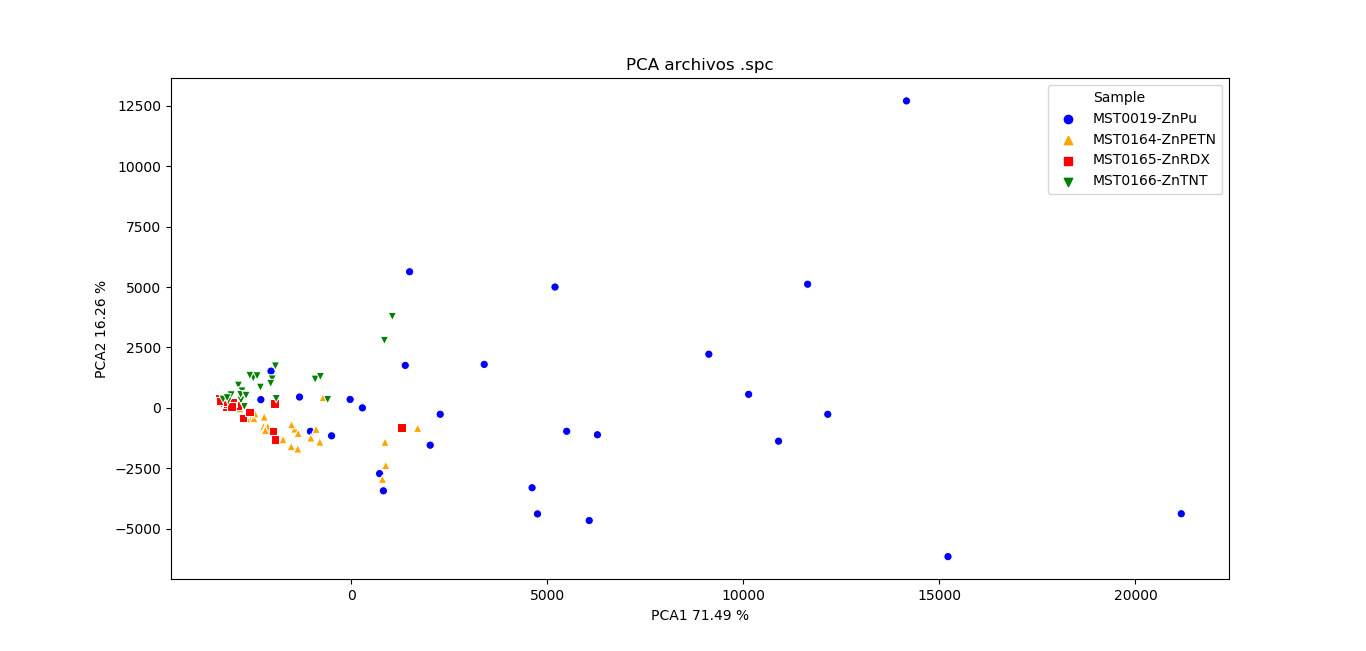 PCA archivos .spc
Sample
MST0019-ZnPu
MST0164-ZnPETN
MST0165-ZnRDX
MST0166-ZnTNT
12500
10000
7500
5000
2500
0
−2500
−5000
PCA2 16.26 %
0
5000
10000
15000
20000
PCA1 71.49 %